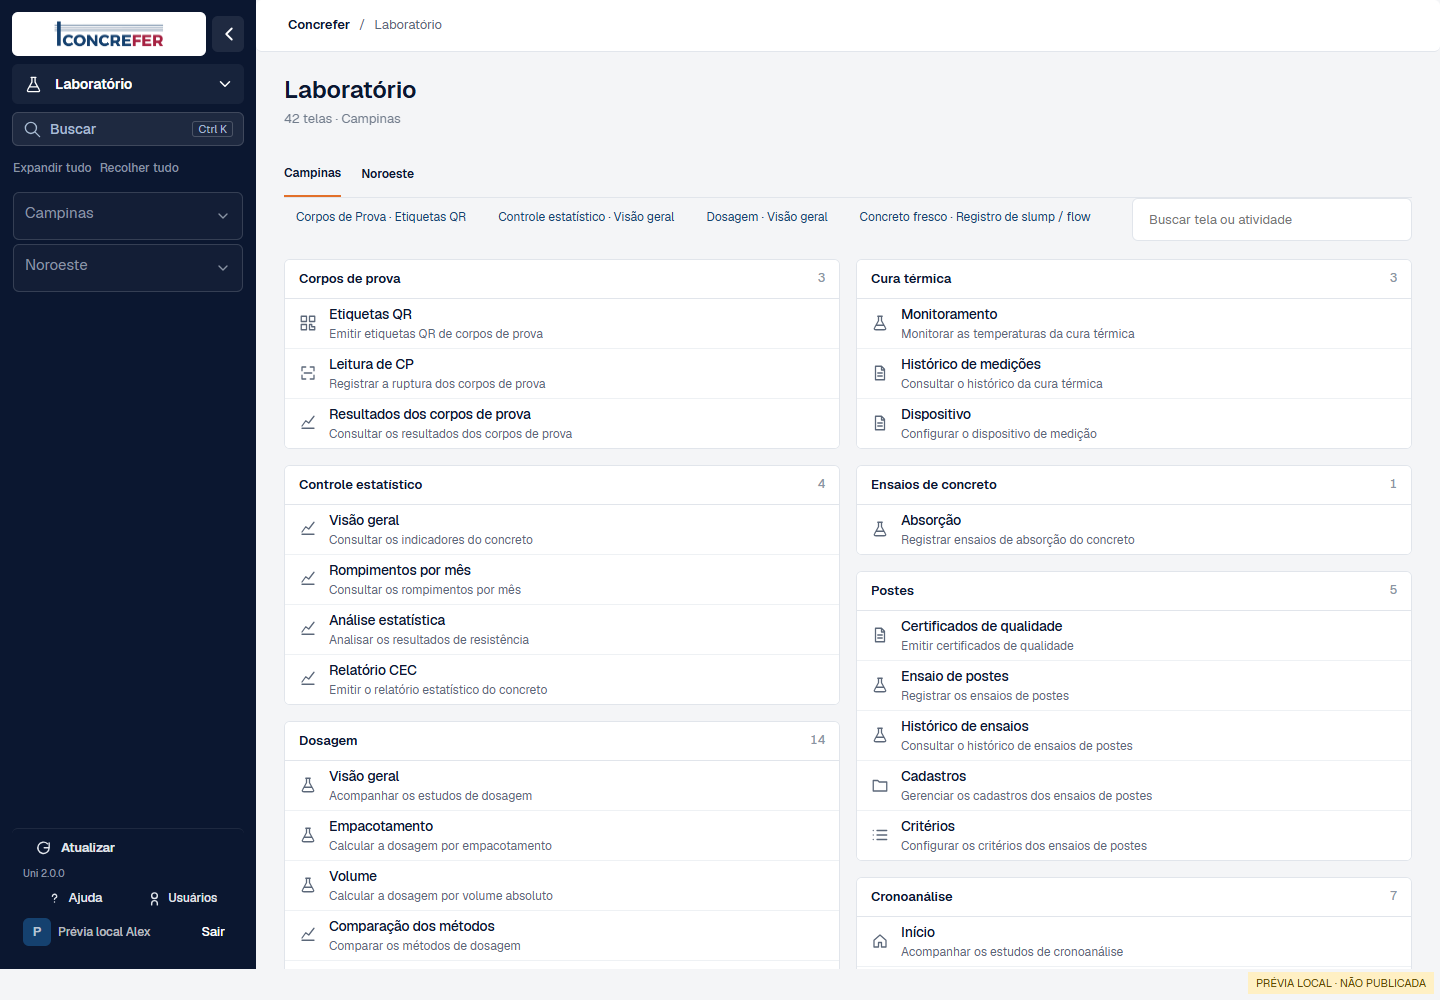 CONCREFER
Laboratório
Buscar
Ctrl K
Expandir tudo Recolher tudo
Campinas
Noroeste
Atualizar
Uni 2.0.0
? Ajuda
Usuários
P
Prévia local Alex
Sair
Concrefer / Laboratório
Laboratório
42 telas · Campinas
Campinas
Noroeste
Corpos de Prova · Etiquetas QR
Controle estatístico · Visão geral
Dosagem · Visão geral
Concreto fresco · Registro de slump / flow
Buscar tela ou atividade
Corpos de prova 3
Etiquetas QR
Emitir etiquetas QR de corpos de prova
Leitura de CP
Registrar a ruptura dos corpos de prova
Resultados dos corpos de prova
Consultar os resultados dos corpos de prova
Controle estatístico 4
Visão geral
Consultar os indicadores do concreto
Rompimentos por mês
Consultar os rompimentos por mês
Análise estatística
Analisar os resultados de resistência
Relatório CEC
Emitir o relatório estatístico do concreto
Dosagem 14
Visão geral
Acompanhar os estudos de dosagem
Empacotamento
Calcular a dosagem por empacotamento
Volume
Calcular a dosagem por volume absoluto
Comparação dos métodos
Comparar os métodos de dosagem
Cura térmica 3
Monitoramento
Monitorar as temperaturas da cura térmica
Histórico de medições
Consultar o histórico da cura térmica
Dispositivo
Configurar o dispositivo de medição
Ensaios de concreto 1
Absorção
Registrar ensaios de absorção do concreto
Postes 5
Certificados de qualidade
Emitir certificados de qualidade
Ensaio de postes
Registrar os ensaios de postes
Histórico de ensaios
Consultar o histórico de ensaios de postes
Cadastros
Gerenciar os cadastros dos ensaios de postes
Critérios
Configurar os critérios dos ensaios de postes
Cronoanálise 7
Início
Acompanhar os estudos de cronoanálise
PRÉVIA LOCAL · NÃO PUBLICADA